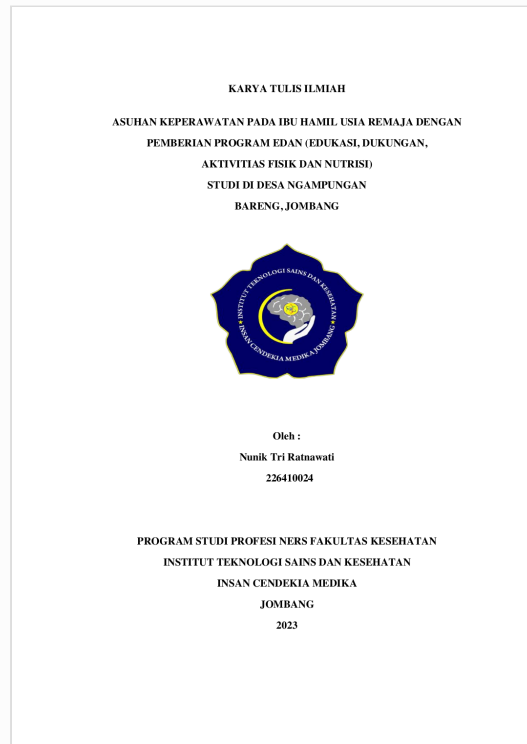 KARYA TULIS ILMIAH
ASUHAN KEPERAWATAN PADA IBU HAMIL USIA REMAJA DENGAN
PEMBERIAN PROGRAM EDAN (EDUKASI, DUKUNGAN,
AKTIVITIAS FISIK DAN NUTRISI)
STUDI DI DESA NGAMPUNGAN
BARENG, JOMBANG
INSTITUT TEKNOLOGI SAINS DAN KESEHATAN
INSAN CENDEKIA MEDIKA JOMBANG
Oleh :
Nunik Tri Ratnawati
226410024
PROGRAM STUDI PROFESI NERS FAKULTAS KESEHATAN
INSTITUT TEKNOLOGI SAINS DAN KESEHATAN
INSAN CENDEKIA MEDIKA
JOMBANG
2023